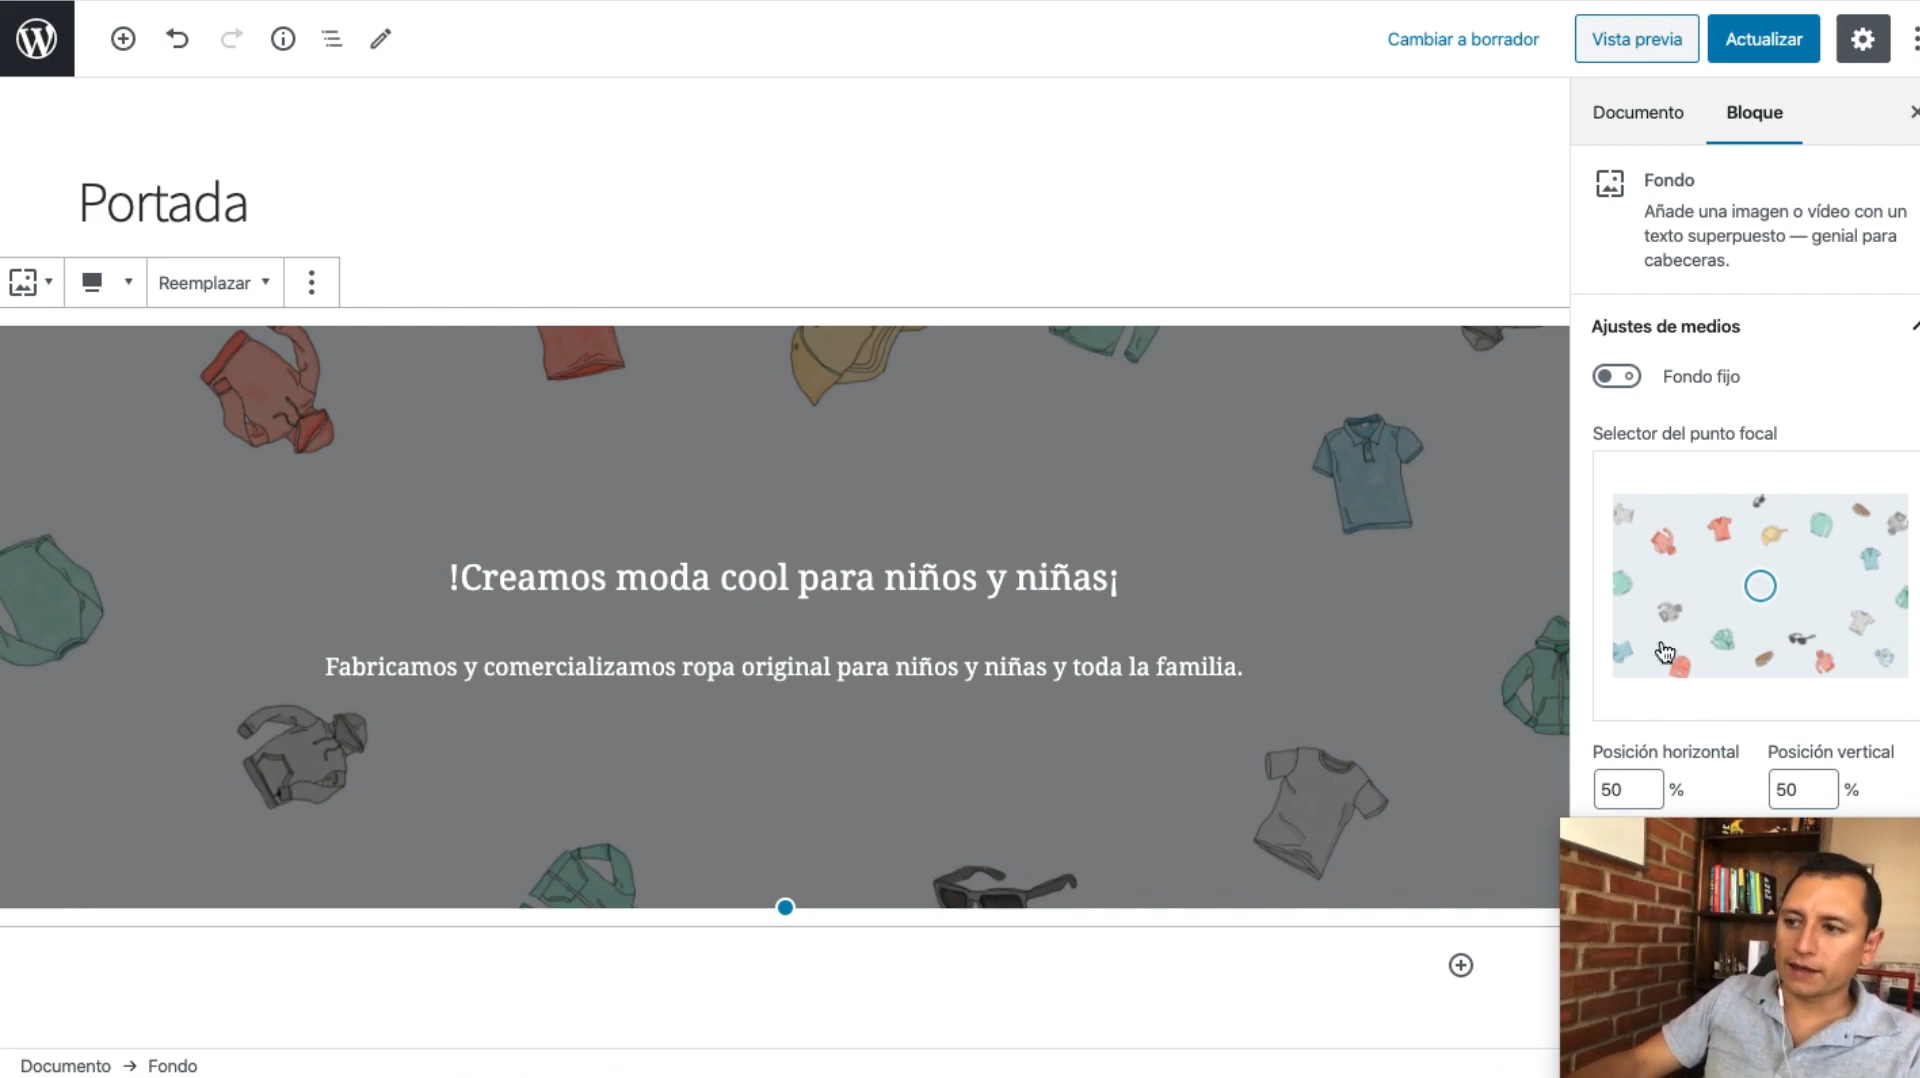 Cambiar a borrador
Vista previa
Actualizar
Documento
Bloque
Portada
Fondo
Añade una imagen o vídeo con un
texto superpuesto — genial para
cabeceras.
Reemplazar
Ajustes de medios
Fondo fijo
Selector del punto focal
!Creamos moda cool para niños y niñas¡
Fabricamos y comercializamos ropa original para niños y niñas y toda la familia.
Posición horizontal
Posición vertical
50 %
50 %
Documento → Fondo